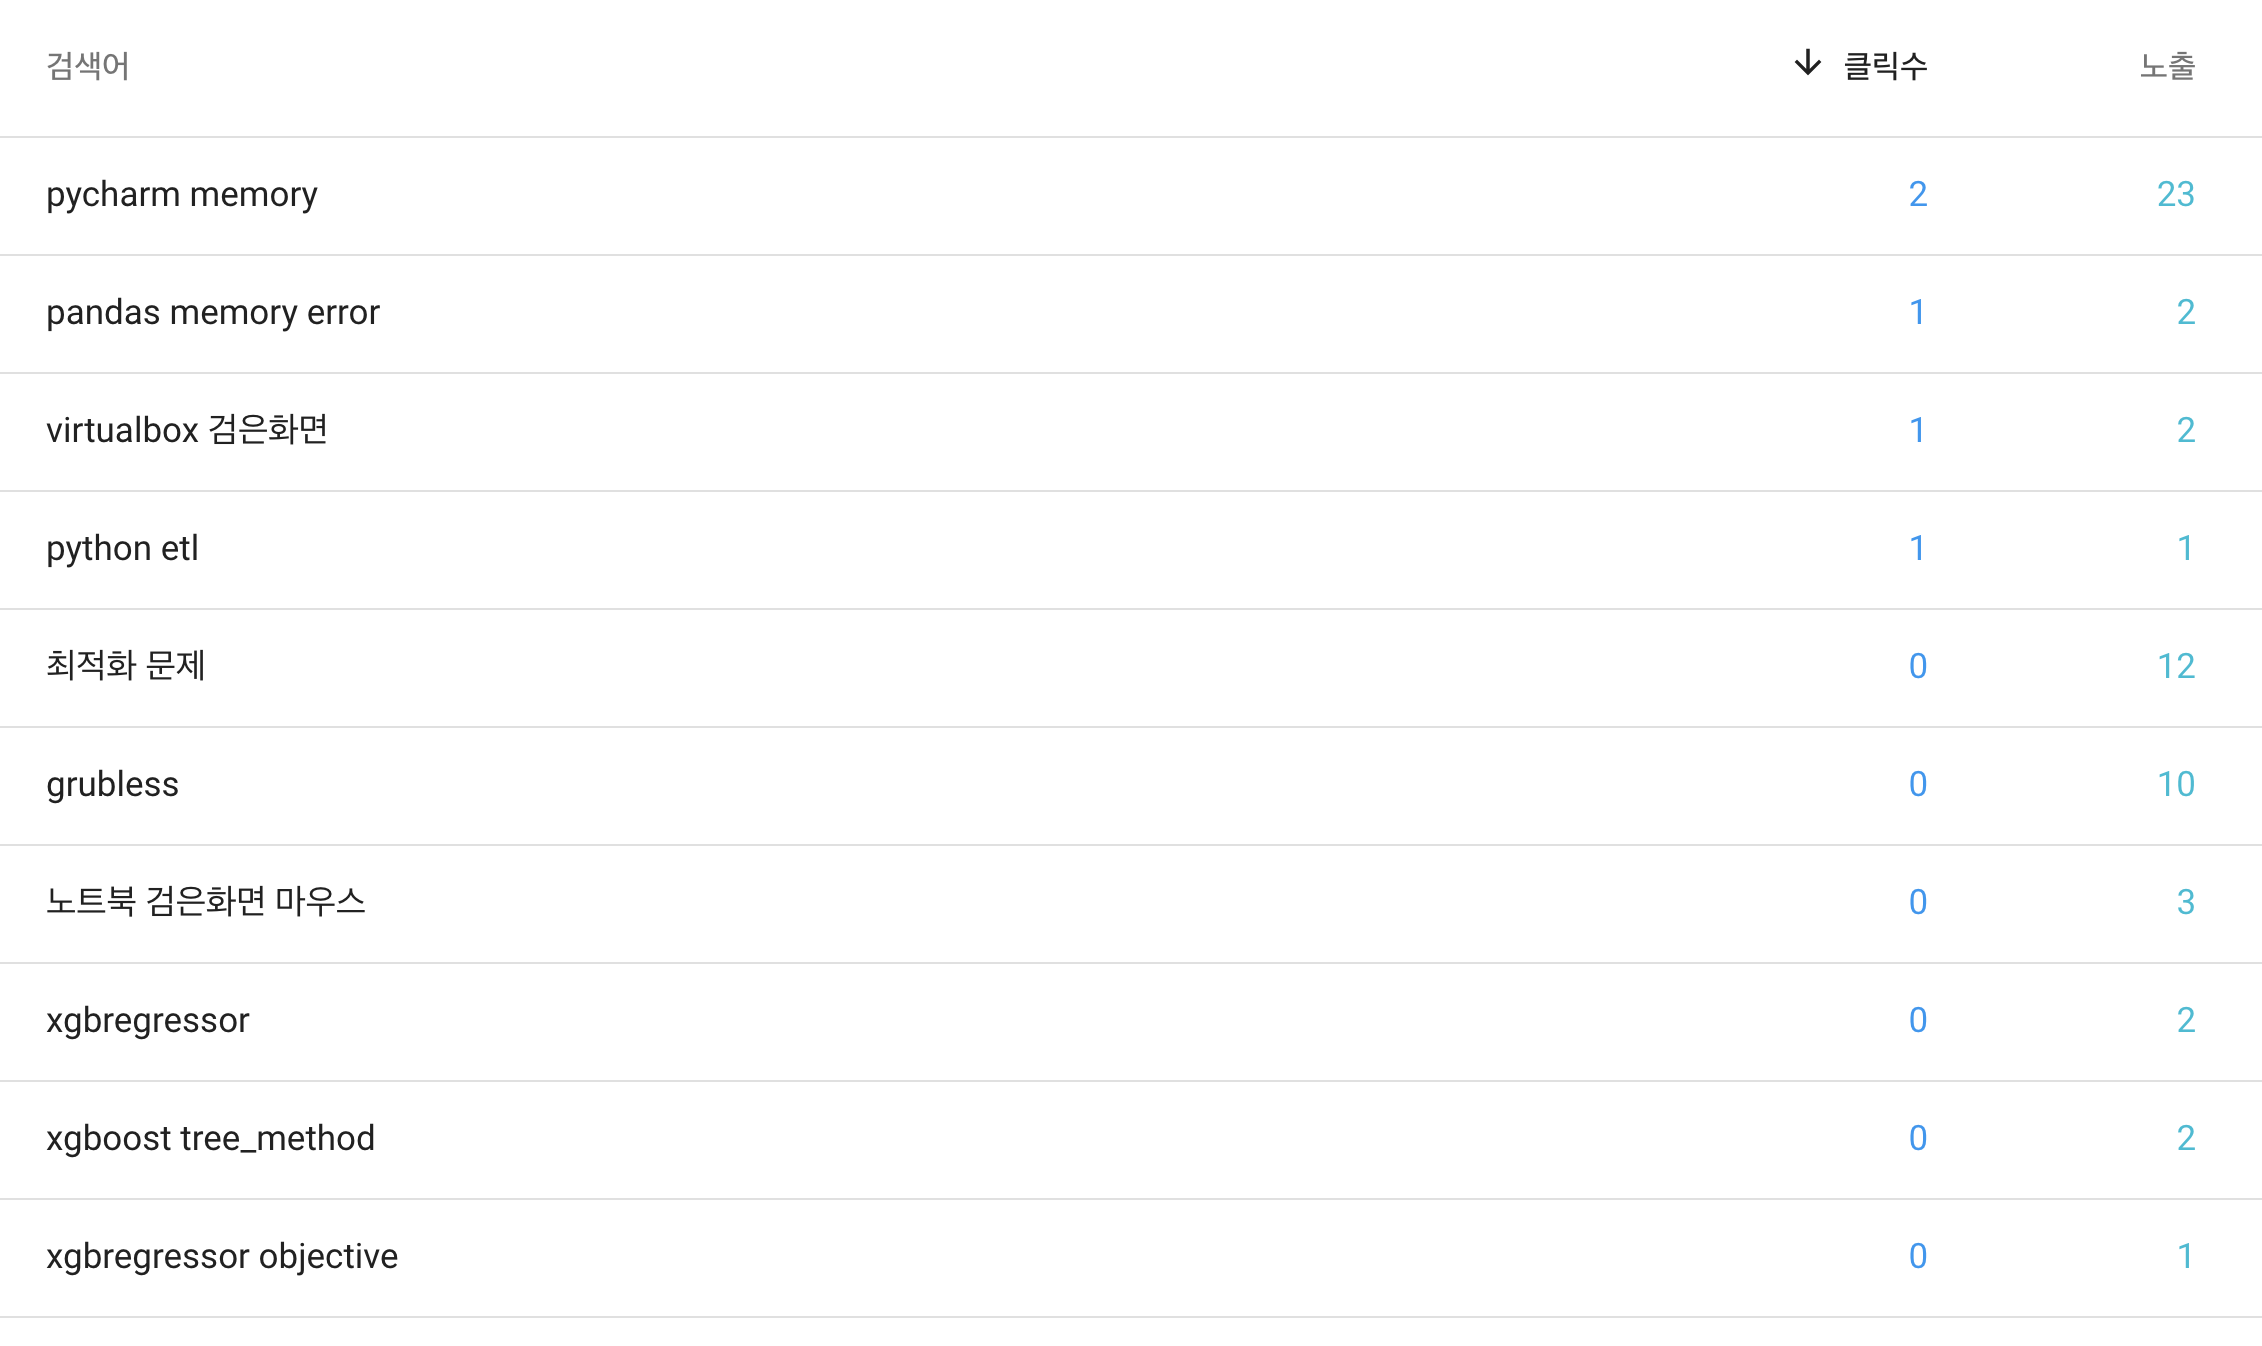 검색어 클릭수 노출
pycharm memory 2 23
pandas memory error 1 2
virtualbox 검은화면 1 2
python etl 1 1
최적화 문제 0 12
grubless 0 10
노트북 검은화면 마우스 0 3
xgbregressor 0 2
xgboost tree_method 0 2
xgbregressor objective 0 1